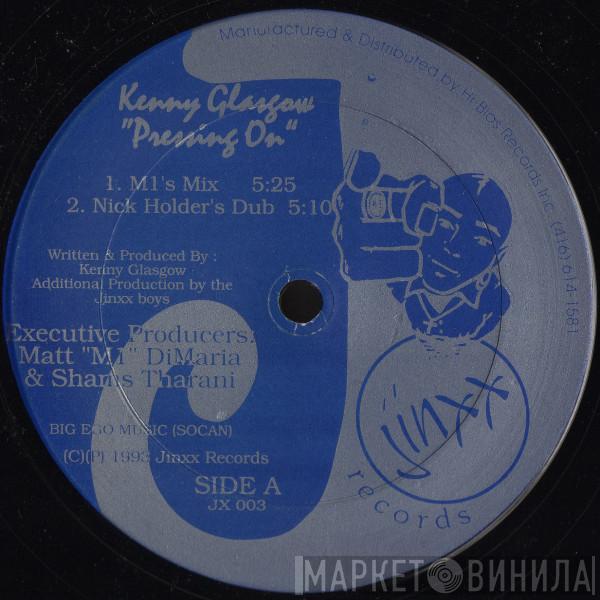 Manufactured & Distributed by Hi Bias Records Inc. (416) 614-1581
Kenny Glasgow
"Pressing On"
1. M1's Mix 5:25
2. Nick Holder's Dub 5:10
Written & Produced By :
Kenny Glasgow
Additional Production by the
Jinxx boys
Executive Producers:
Matt "M1" DiMaria
& Shams Tharani
BIG EGO MUSIC (SOCAN)
(C)(P) 1993 Jinxx Records
SIDE A
JX 003
jinxx
records
МАРКЕТ ВИНИЛА